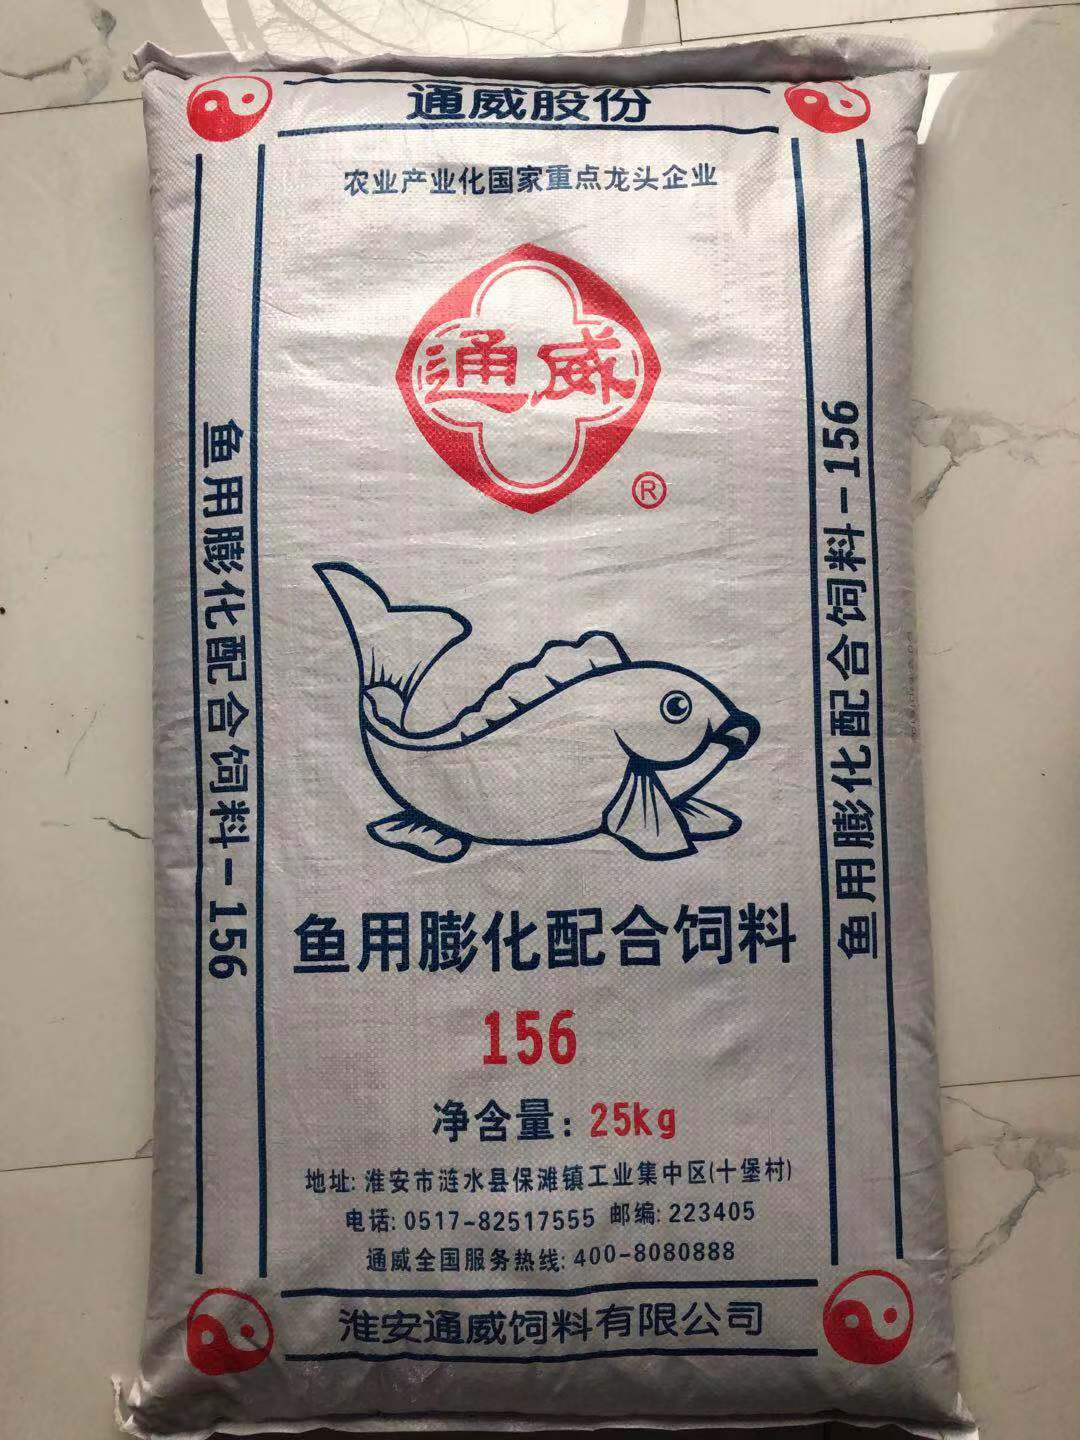 通威股份
农业产业化国家重点龙头企业
通威
®
鱼用膨化配合饲料-156
鱼用膨化配合饲料-156
鱼用膨化配合饲料
156
净含量: 25kg
地址: 淮安市涟水县保滩镇工业集中区(十堡村)
电话: 0517-82517555 邮编: 223405
通威全国服务热线: 400-8080888
淮安通威饲料有限公司